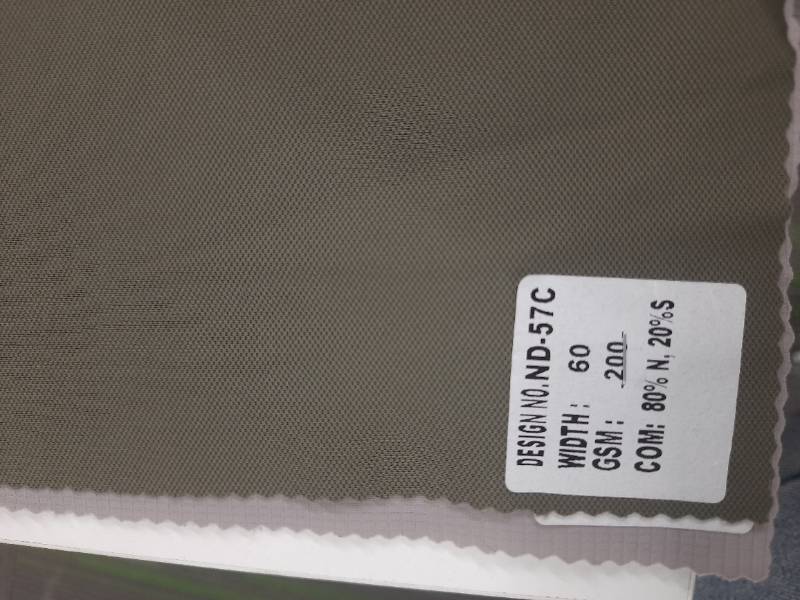 DESIGN NO. ND-57C
WIDTH : 60
GSM : 200
COM: 80% N, 20%S